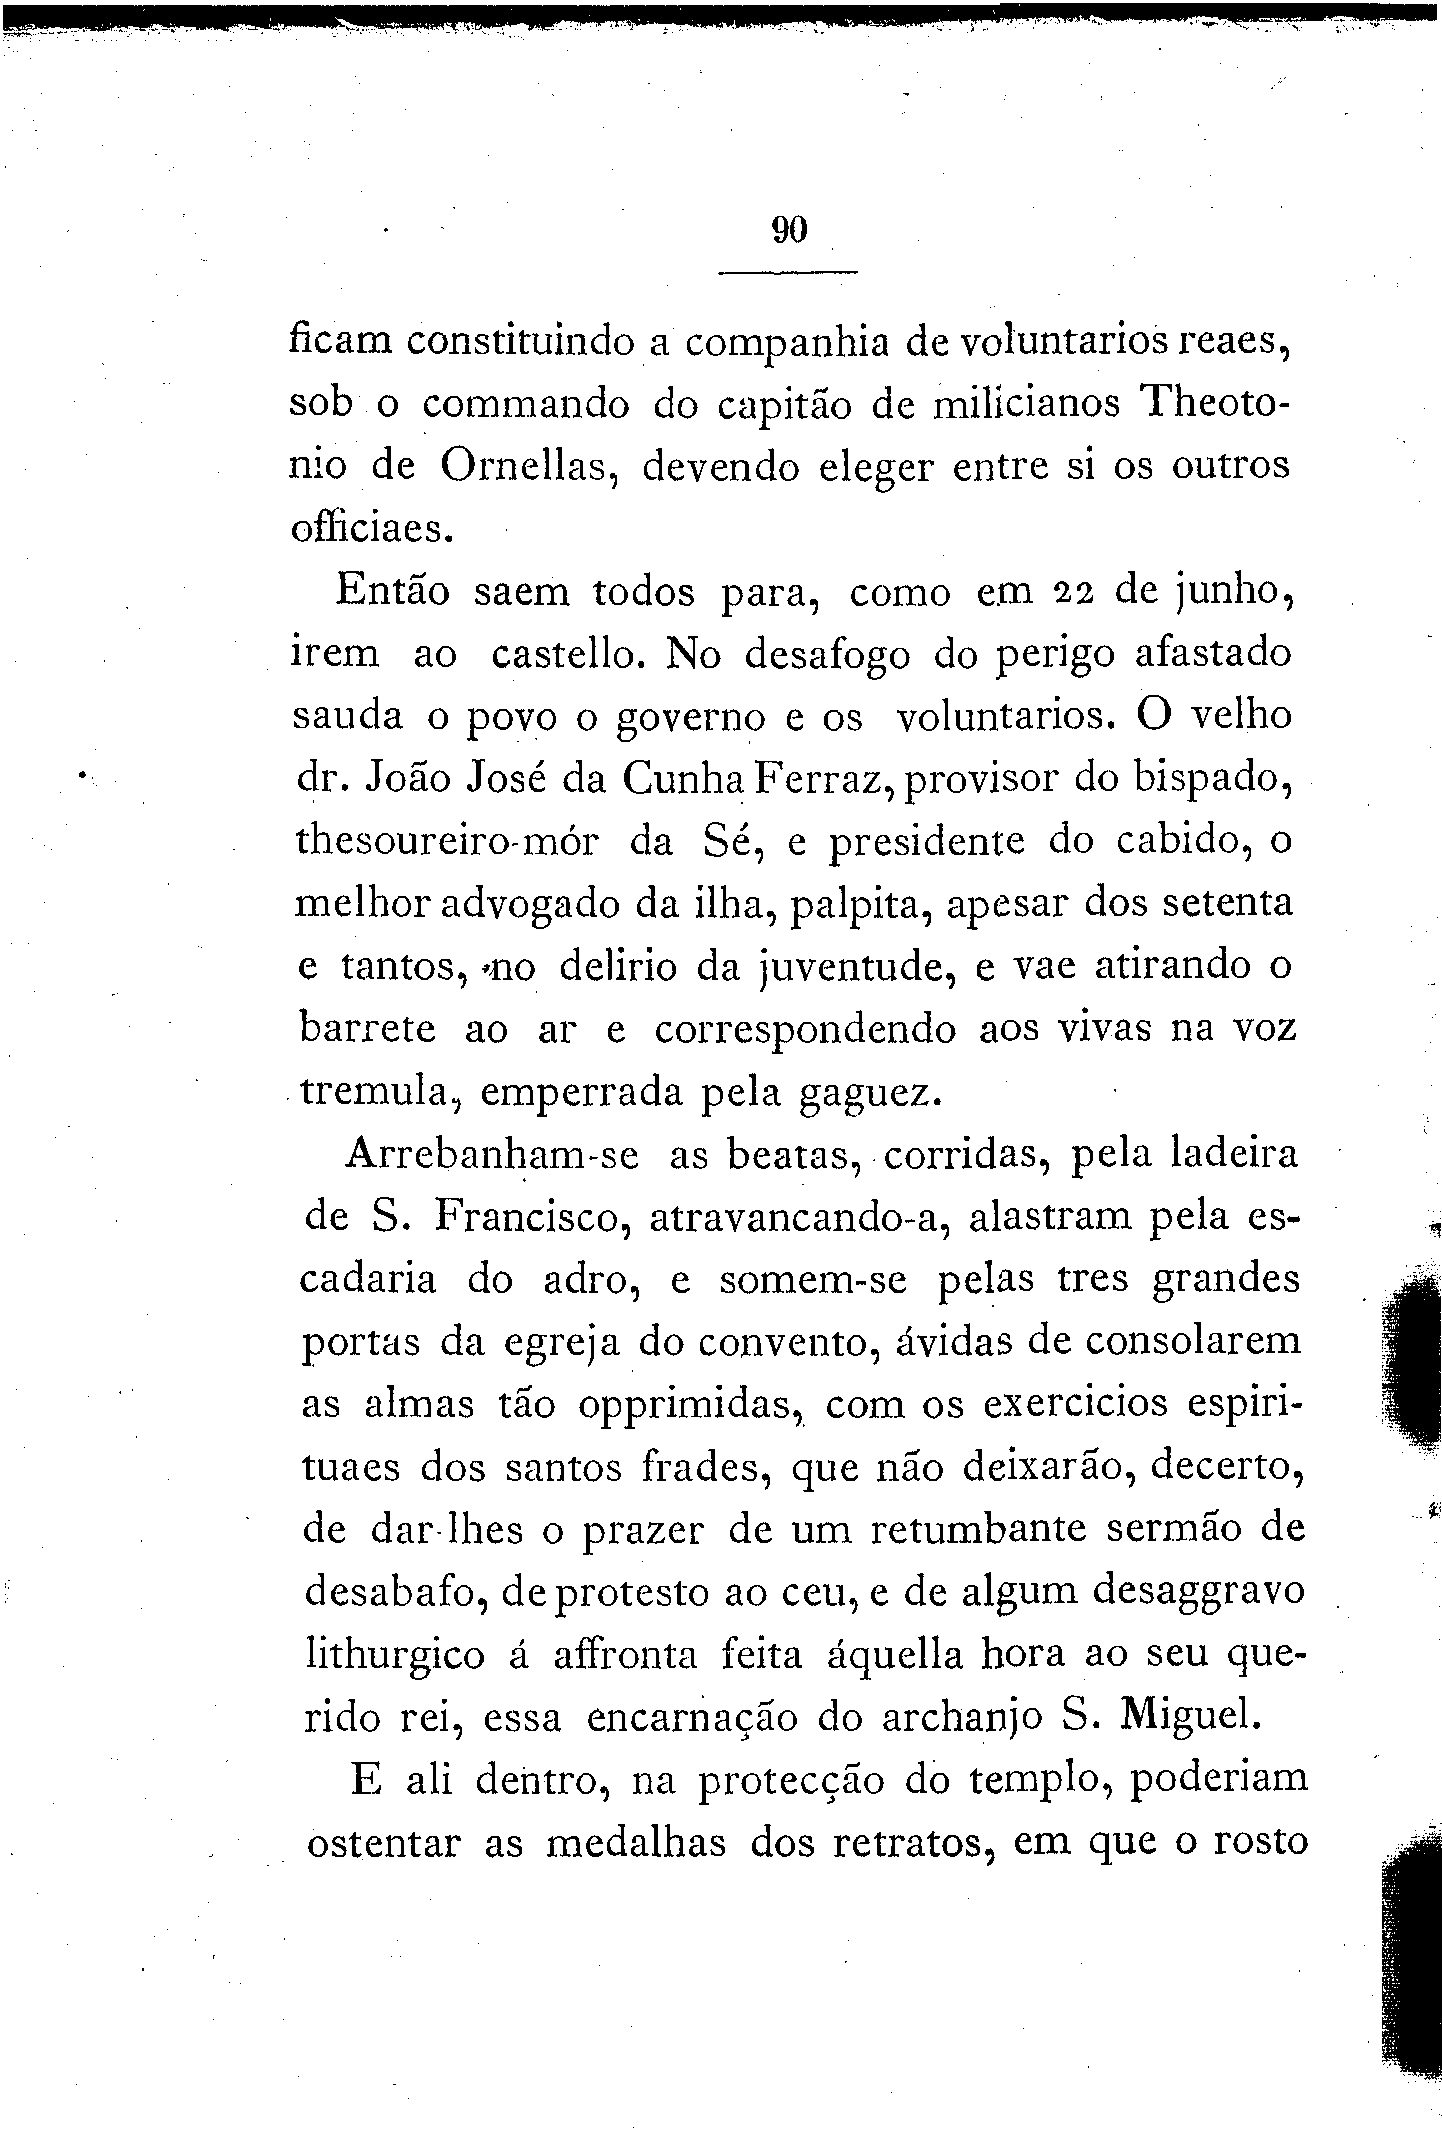 90
ficam constituindo a companhia de voluntarios reaes,
sob o commando do capitão de milicianos Theoto-
nio de Ornellas, devendo eleger entre si os outros
officiaes.
Então saem todos para, como em 22 de junho,
irem ao castello. No desafogo do perigo afastado
sauda o povo o governo e os voluntarios. O velho
dr. João José da Cunha Ferraz, provisor do bispado,
thesoureiro-mór da Sé, e presidente do cabido, o
melhor advogado da ilha, palpita, apesar dos setenta
e tantos, no delirio da juventude, e vae atirando o
barrete ao ar e correspondendo aos vivas na voz
tremula, emperrada pela gaguez.
Arrebanham-se as beatas, corridas, pela ladeira
de S. Francisco, atravancando-a, alastram pela es-
cadaria do adro, e somem-se pelas tres grandes
portas da egreja do convento, ávidas de consolarem
as almas tão opprimidas, com os exercicios espiri-
tuaes dos santos frades, que não deixarão, decerto,
de dar-lhes o prazer de um retumbante sermão de
desabafo, de protesto ao ceu, e de algum desaggravo
lithurgico á affronta feita áquella hora ao seu que-
rido rei, essa encarnação do archanjo S. Miguel.
E ali dentro, na protecção do templo, poderiam
ostentar as medalhas dos retratos, em que o rosto